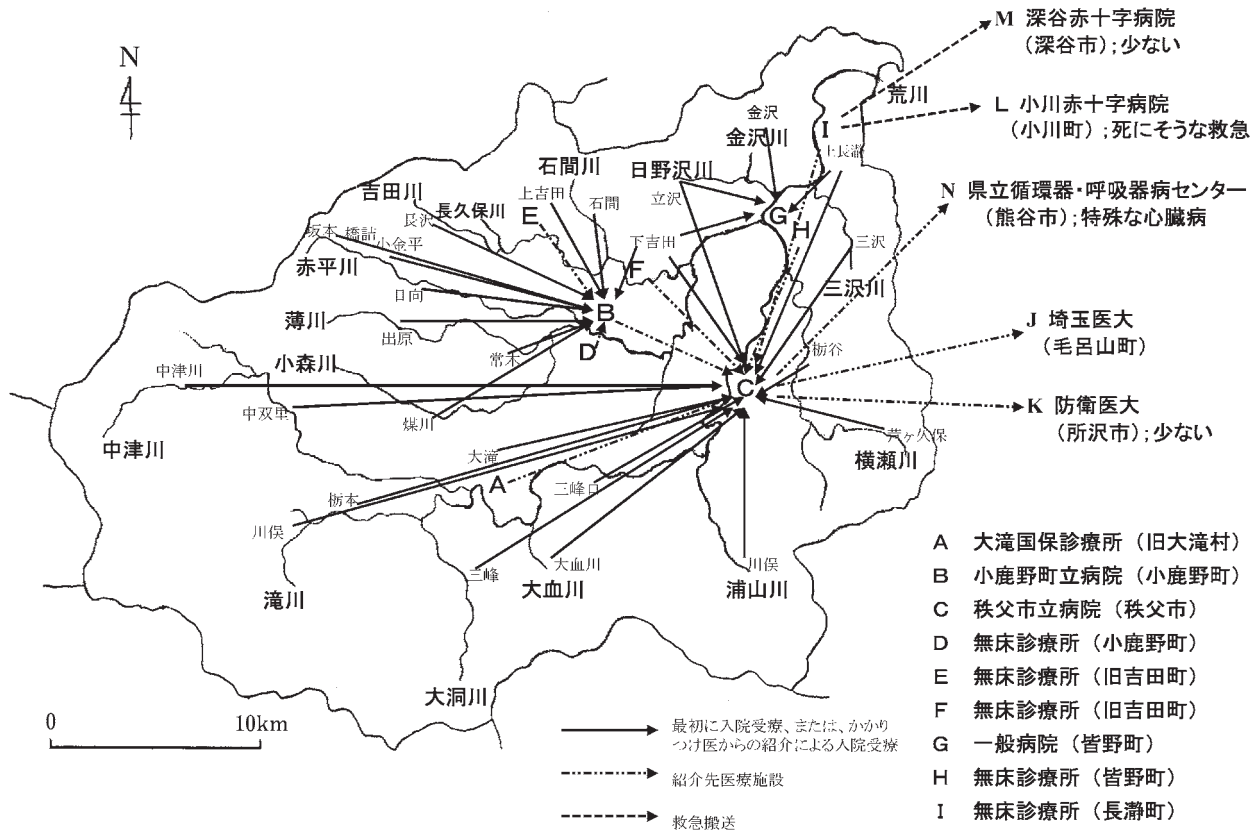 M 深谷赤十字病院
（深谷市）；少ない
N
荒川
L 小川赤十字病院
（小川町）；死にそうな救急
金沢
金沢川
I
上長瀞
石間川
日野沢川
吉田川
上吉田
石間
立沢
長久保川
E
長沢
G
N 県立循環器・呼吸器病センター
（熊谷市）；特殊な心臓病
坂本
橋詰
小金平
下吉田
H
三沢
赤平川
F
三沢川
日向
B
薄川
出原
D
J 埼玉医大
（毛呂山町）
小森川
常木
栃谷
中津川
C
中双里
煤川
K 防衛医大
（所沢市）；少ない
芦ヶ久保
中津川
大滝
横瀬川
A
三峰口
栃本
川俣
三峰
大血川
川俣
滝川
大血川
浦山川
大洞川
0
10km
最初に入院受療、または、かかり
つけ医からの紹介による入院受療
紹介先医療施設
救急搬送
A 大滝国保診療所（旧大滝村）
B 小鹿野町立病院（小鹿野町）
C 秩父市立病院（秩父市）
D 無床診療所（小鹿野町）
E 無床診療所（旧吉田町）
F 無床診療所（旧吉田町）
G 一般病院（皆野町）
H 無床診療所（皆野町）
I 無床診療所（長瀞町）